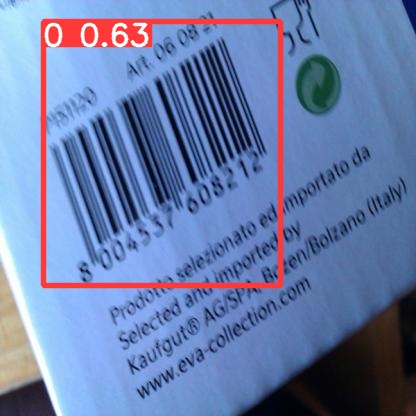 0 0.63
Art. 06 08 21
8 004537 608212
Prodotto selezionato ed importato da
Selected and imported by
Kaufgut® AG/SPA, Bozen/Bolzano (Italy)
www.eva-collection.com